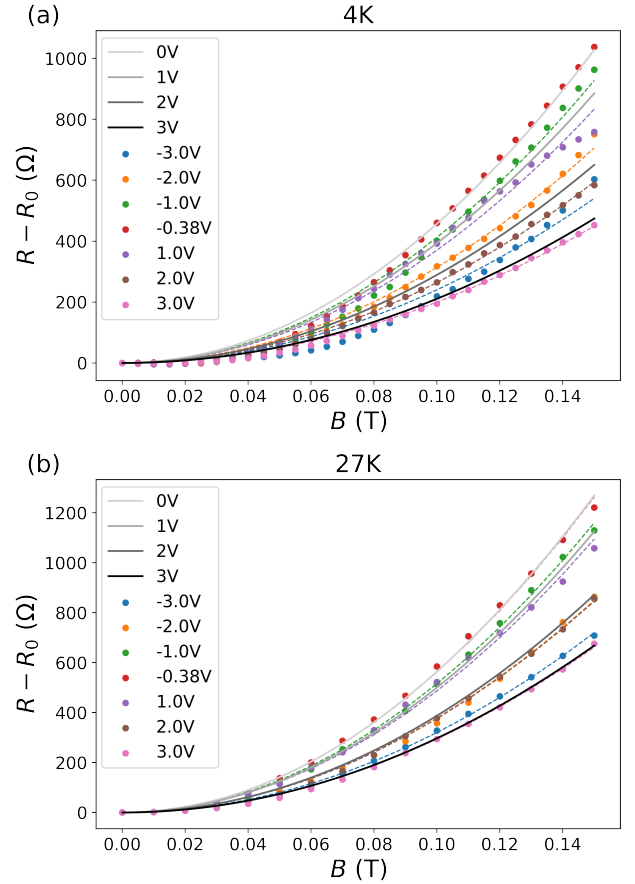 (a)
4K
0V
1V
2V
3V
-3.0V
-2.0V
-1.0V
-0.38V
1.0V
2.0V
3.0V
1000
800
600
400
200
0
R − R₀ (Ω)
0.00 0.02 0.04 0.06 0.08 0.10 0.12 0.14
B (T)
(b)
27K
0V
1V
2V
3V
-3.0V
-2.0V
-1.0V
-0.38V
1.0V
2.0V
3.0V
1200
1000
800
600
400
200
0
R − R₀ (Ω)
0.00 0.02 0.04 0.06 0.08 0.10 0.12 0.14
B (T)